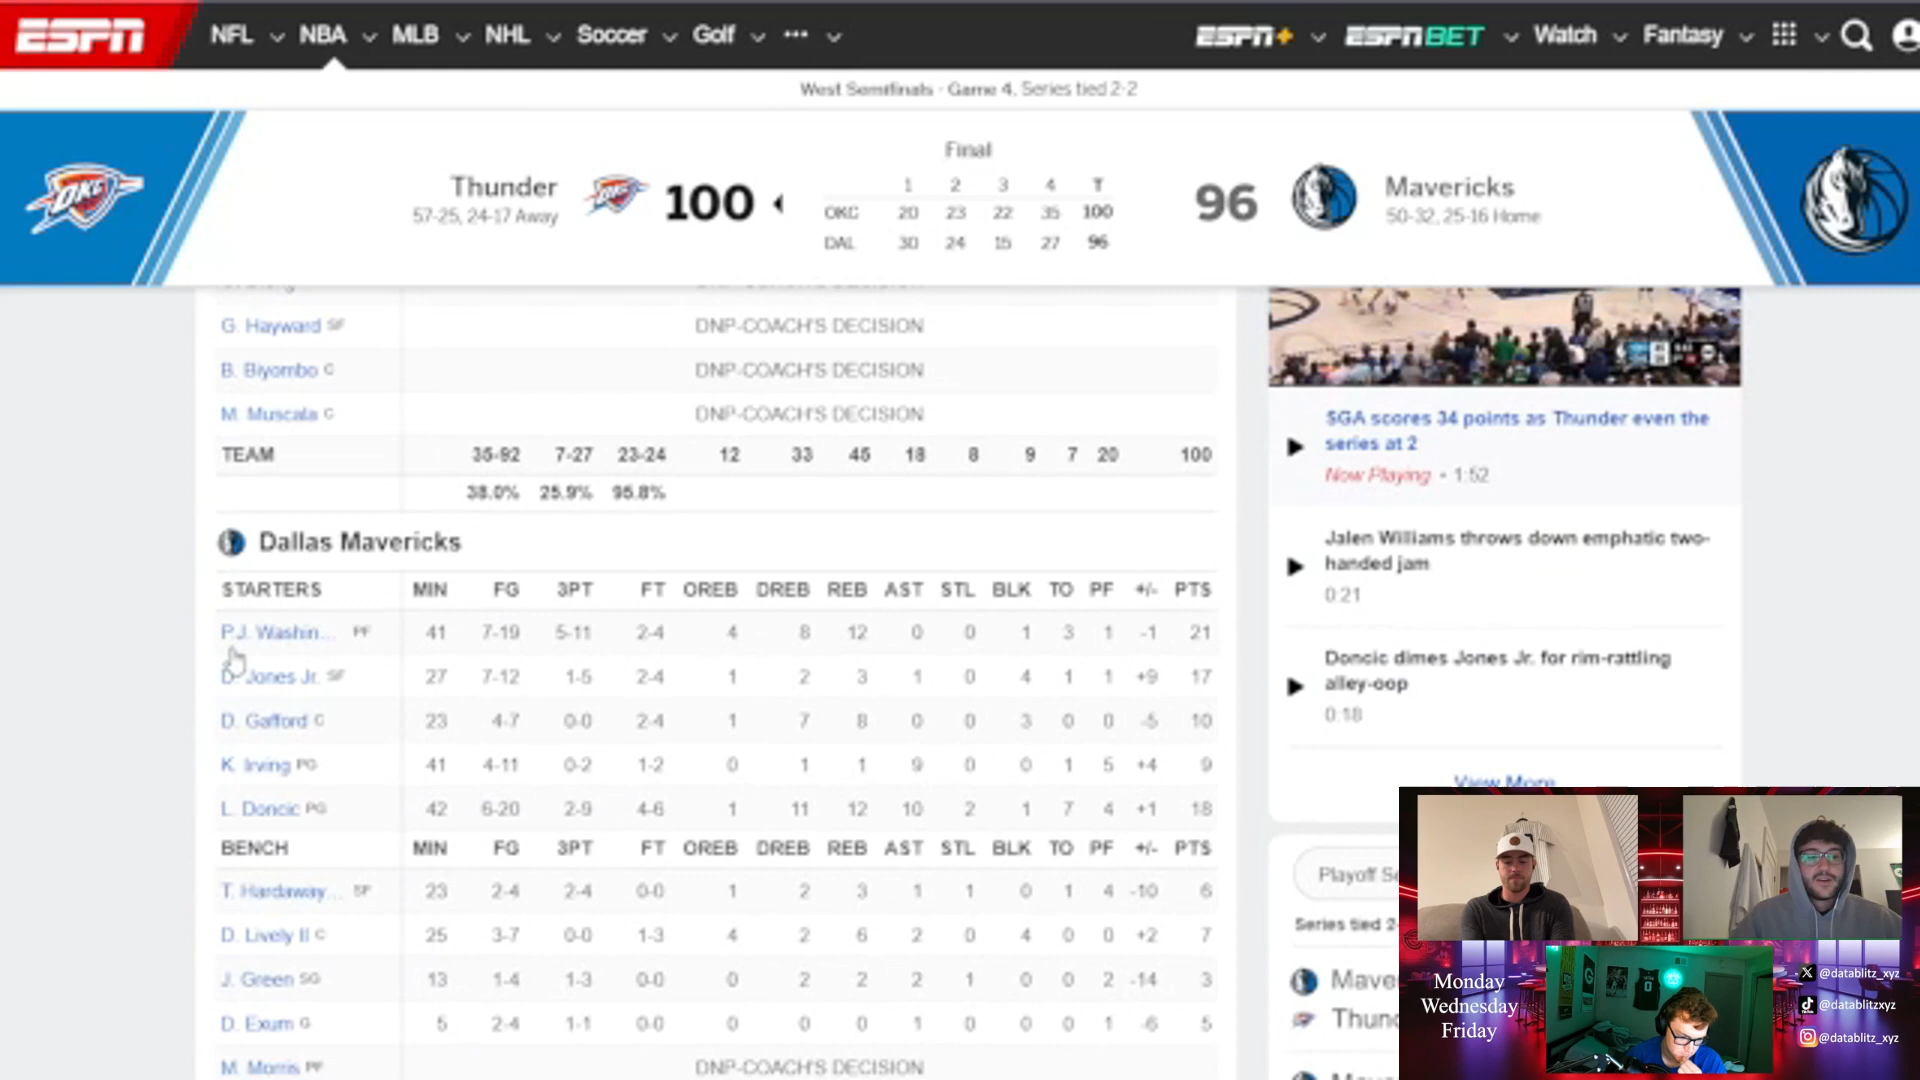 ESPN NFL NBA MLB NHL Soccer Golf ESPN+ ESPN BET Watch Fantasy
West Semifinals - Game 4, Series tied 2-2
Final
Thunder 100 1 2 3 4 T 96 Mavericks
57-25, 24-17 Away OKC 20 23 22 35 100 50-32, 25-16 Home
DAL 30 24 15 27 96
G. Hayward SF DNP-COACH'S DECISION
B. Biyombo C DNP-COACH'S DECISION
M. Muscala C DNP-COACH'S DECISION
TEAM 35-92 7-27 23-24 12 33 45 18 8 9 7 20 100
38.0% 25.9% 95.8%
Dallas Mavericks
STARTERS MIN FG 3PT FT OREB DREB REB AST STL BLK TO PF +/- PTS
P.J. Washin... PF 41 7-19 5-11 2-4 4 8 12 0 0 1 3 1 -1 21
D. Jones Jr. SF 27 7-12 1-5 2-4 1 2 3 1 0 4 1 1 +9 17
D. Gafford C 23 4-7 0-0 2-4 1 7 8 0 0 3 0 0 -5 10
K. Irving PG 41 4-11 0-2 1-2 0 1 1 9 0 0 1 5 +4 9
L. Doncic PG 42 6-20 2-9 4-6 1 11 12 10 2 1 7 4 +1 18
BENCH MIN FG 3PT FT OREB DREB REB AST STL BLK TO PF +/- PTS
T. Hardaway... SF 23 2-4 2-4 0-0 1 2 3 1 1 0 1 4 -10 6
D. Lively II C 25 3-7 0-0 1-3 4 2 6 2 0 4 0 0 +2 7
J. Green SG 13 1-4 1-3 0-0 0 2 2 2 1 0 0 2 -14 3
D. Exum G 5 2-4 1-1 0-0 0 0 0 1 0 0 0 1 -6 5
M. Morris PF DNP-COACH'S DECISION
SGA scores 34 points as Thunder even the
series at 2
Now Playing • 1:52
Jalen Williams throws down emphatic two-
handed jam
0:21
Doncic dimes Jones Jr. for rim-rattling
alley-oop
0:18
View More
Playoff Se
Series tied 2-
Mave
Thund
Monday
Wednesday
Friday
@datablitz_xyz
@datablitzxyz
@datablitz_xyz